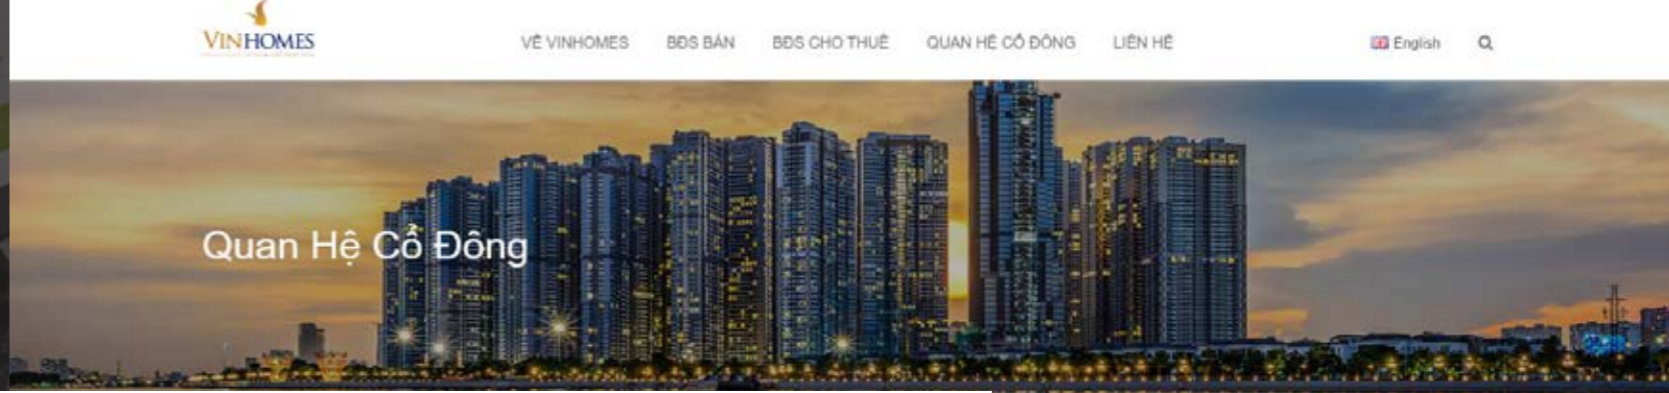 VINHOMES
VỀ VINHOMES BĐS BÁN BĐS CHO THUÊ QUAN HỆ CỔ ĐÔNG LIÊN HỆ English
Quan Hệ Cổ Đông